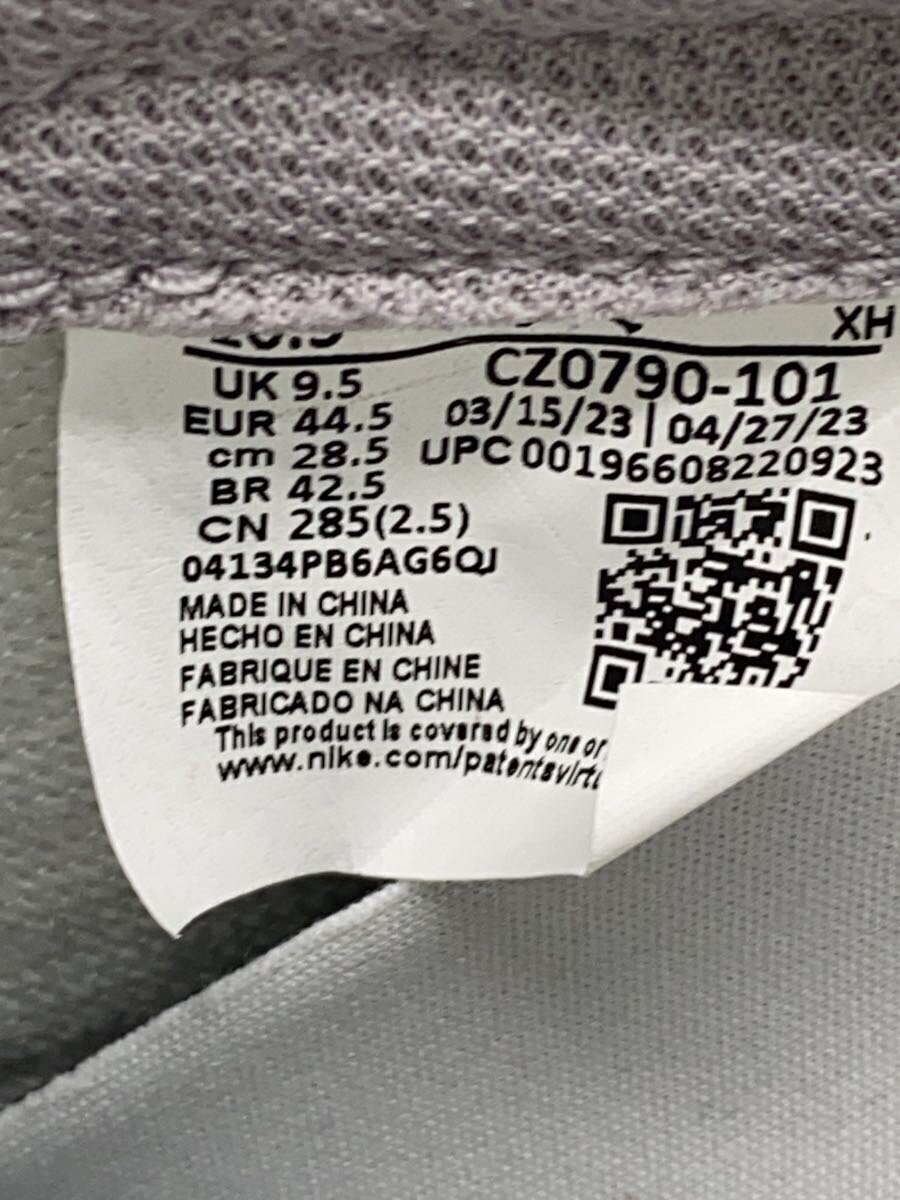 XH
UK 9.5
EUR 44.5
cm 28.5
BR 42.5
CN 285(2.5)
CZ0790-101
03/15/23 | 04/27/23
UPC 00196608220923
04134PB6AG6QJ
MADE IN CHINA
HECHO EN CHINA
FABRIQUE EN CHINE
FABRICADO NA CHINA
This product is covered by one or
www.nike.com/patentsvirtu